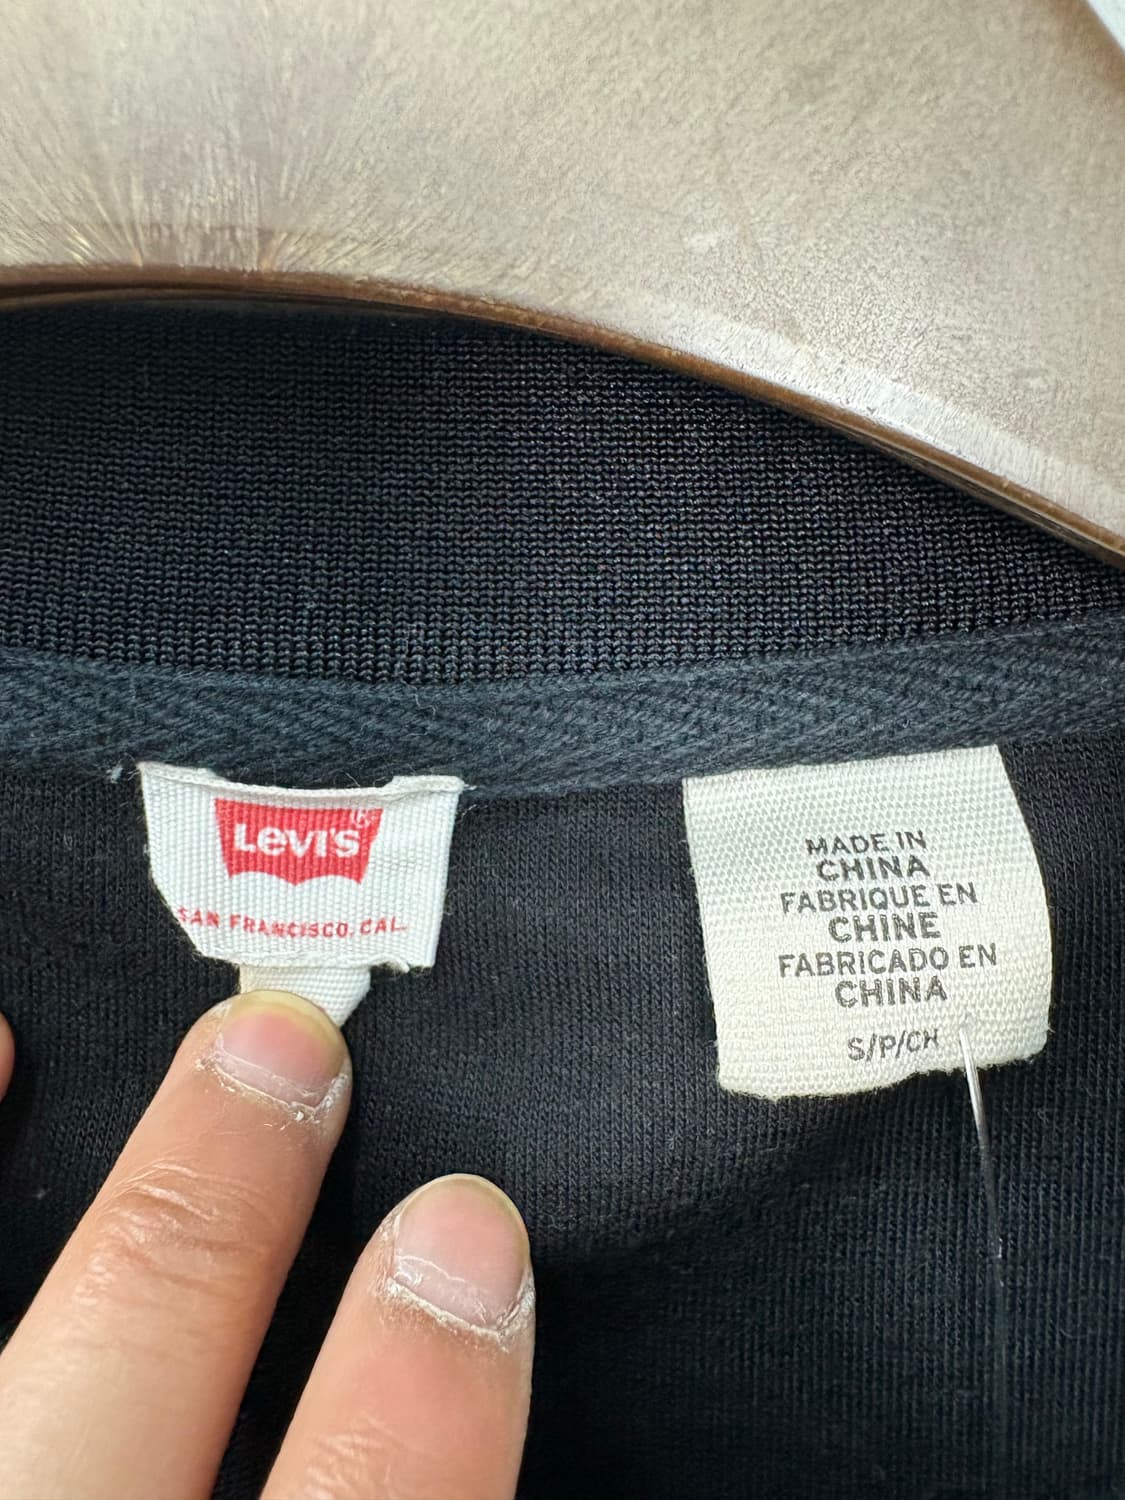 LEVI'S®
SAN FRANCISCO, CAL.
MADE IN
CHINA
FABRIQUE EN
CHINE
FABRICADO EN
CHINA
S/P/CH